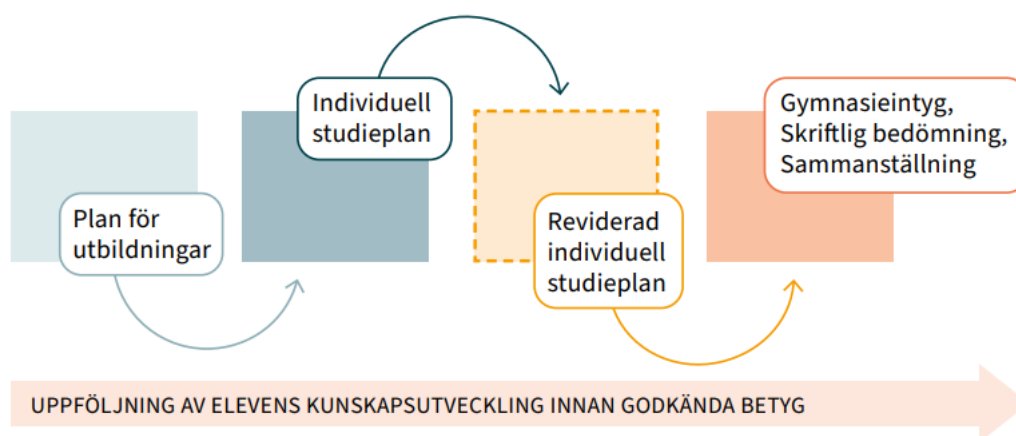 Plan för
utbildningar
Individuell
studieplan
Reviderad
individuell
studieplan
Gymnasieintyg,
Skriftlig bedömning,
Sammanställning
UPPFÖLJNING AV ELEVENS KUNSKAPSUTVECKLING INNAN GODKÄNDA BETYG